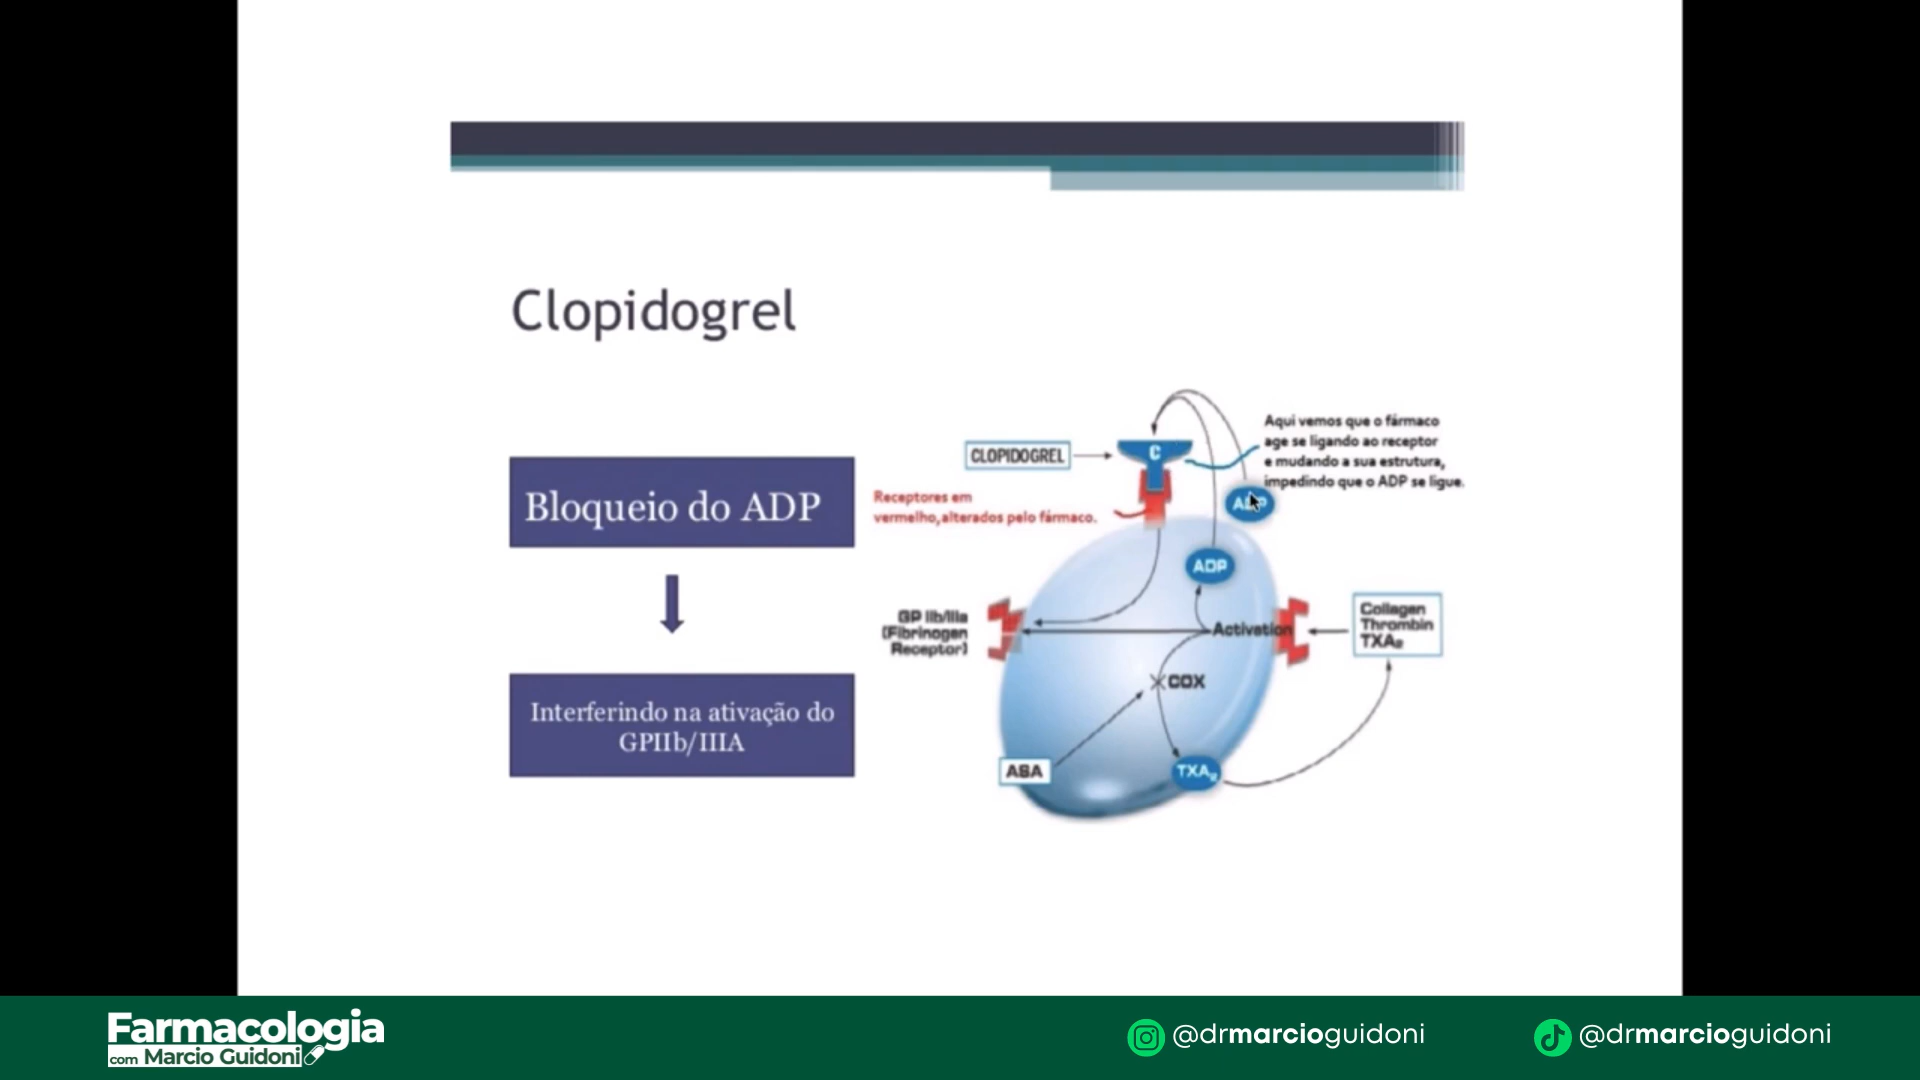 Clopidogrel
Bloqueio do ADP
Interferindo na ativação do
GPIIb/IIIA
CLOPIDOGREL
C
Aqui vemos que o fármaco
age se ligando ao receptor
e mudando a sua estrutura,
impedindo que o ADP se ligue.
Receptores em
vermelho,alterados pelo fármaco.
ADP
ADP
GP IIb/IIIa
(Fibrinogen
Receptor)
Activation
Collagen
Thrombin
TXA₂
COX
ASA
TXA₂
Farmacologia
com Marcio Guidoni
@drmarcioguidoni
@drmarcioguidoni